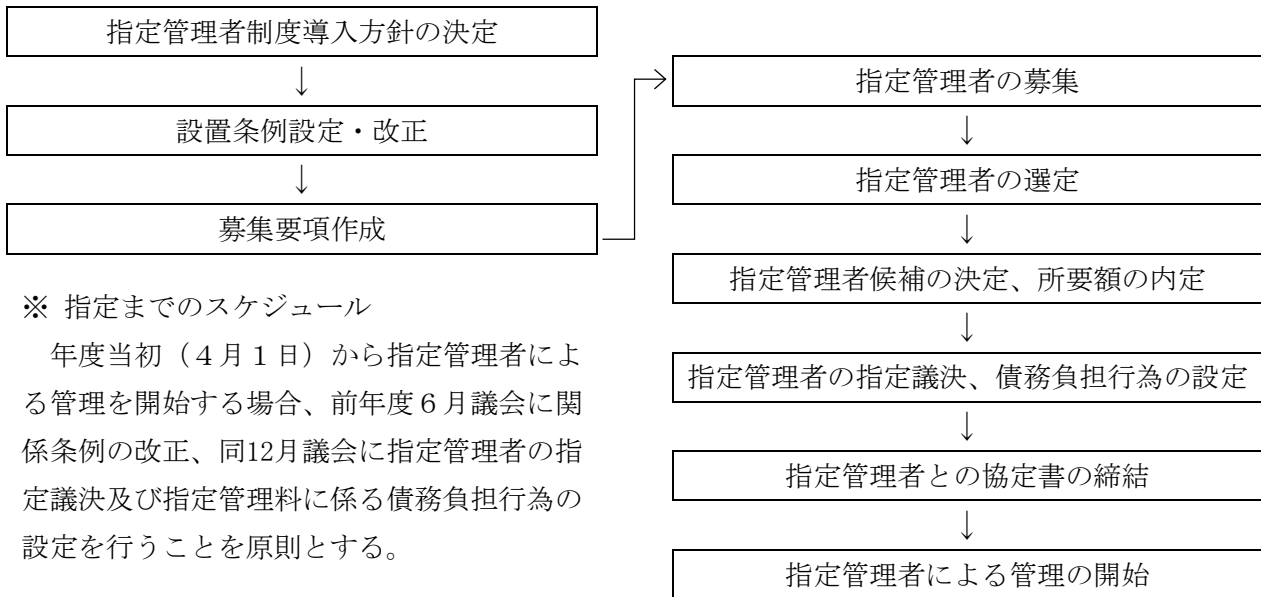 指定管理者制度導入方針の決定
↓
設置条例設定・改正
↓
募集要項作成
※ 指定までのスケジュール
年度当初（４月１日）から指定管理者によ
る管理を開始する場合、前年度６月議会に関
係条例の改正、同12月議会に指定管理者の指
定議決及び指定管理料に係る債務負担行為の
設定を行うことを原則とする。
指定管理者の募集
↓
指定管理者の選定
↓
指定管理者候補の決定、所要額の内定
↓
指定管理者の指定議決、債務負担行為の設定
↓
指定管理者との協定書の締結
↓
指定管理者による管理の開始